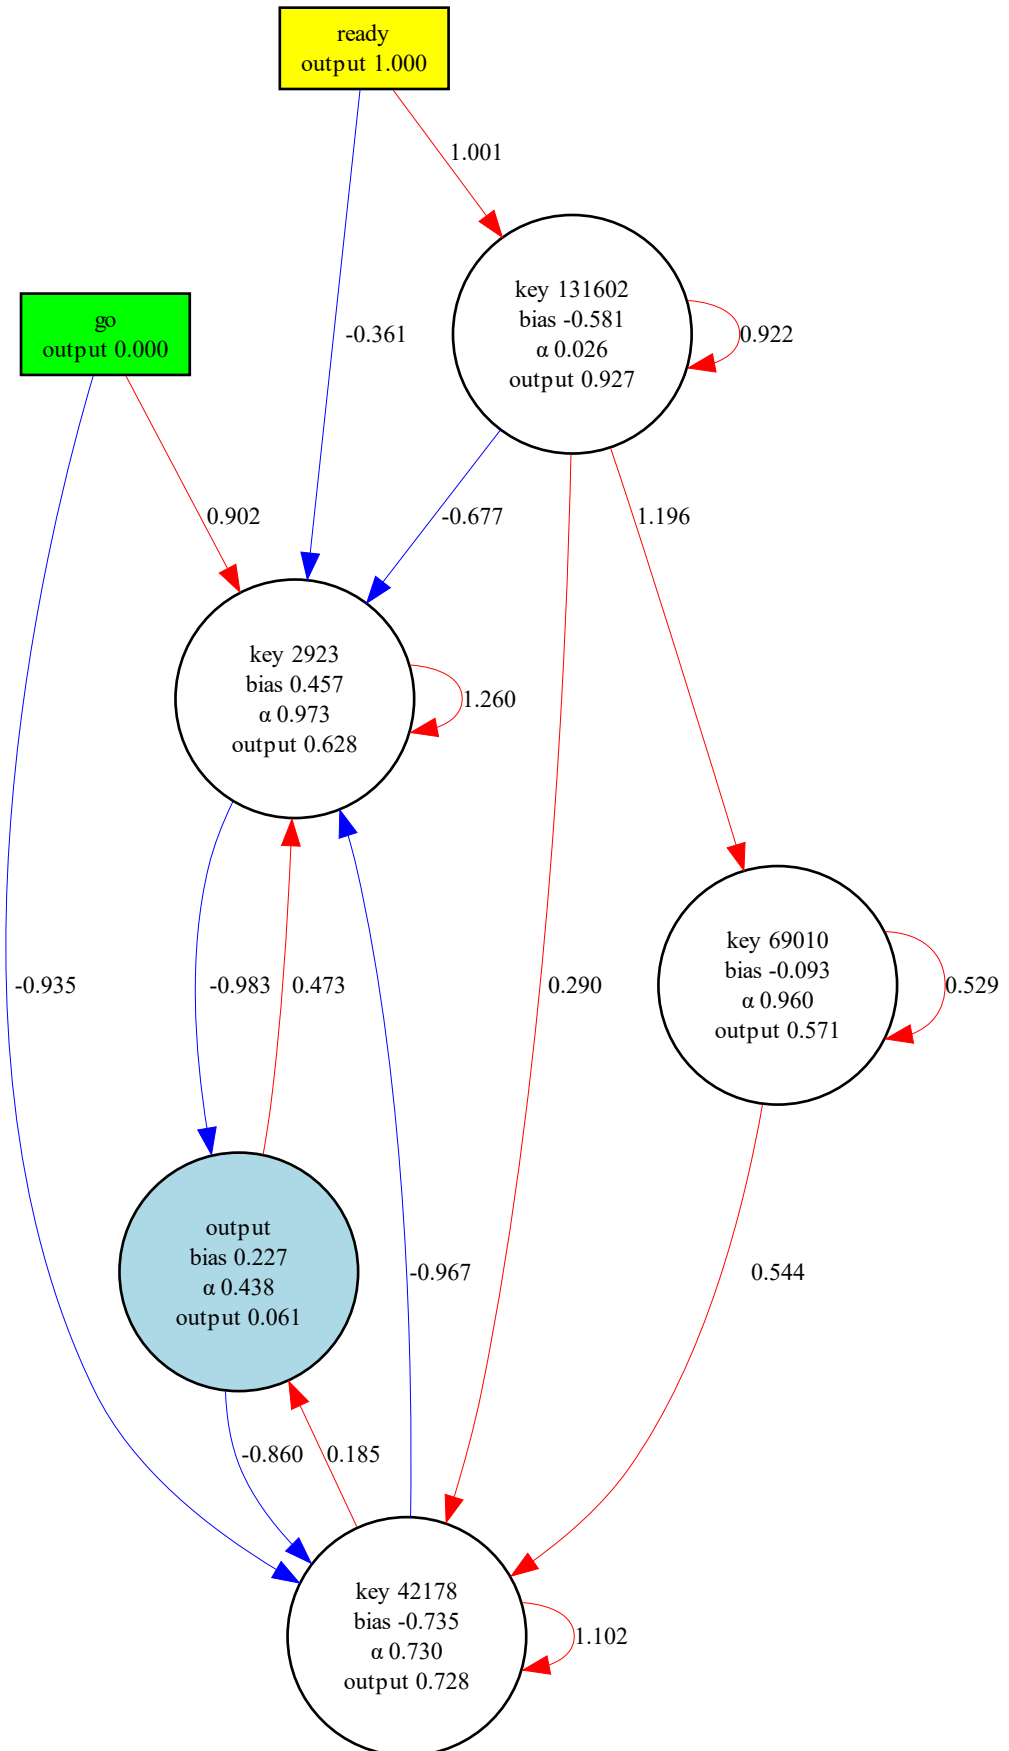 ready
output 1.000
1.001
key 131602
bias -0.581
α 0.026
output 0.927
0.922
go
output 0.000
-0.361
0.902
-0.677
1.196
key 2923
bias 0.457
α 0.973
output 0.628
1.260
key 69010
bias -0.093
α 0.960
output 0.571
0.529
-0.935
-0.983
0.473
0.290
output
bias 0.227
α 0.438
output 0.061
-0.967
0.544
-0.860
0.185
key 42178
bias -0.735
α 0.730
output 0.728
1.102